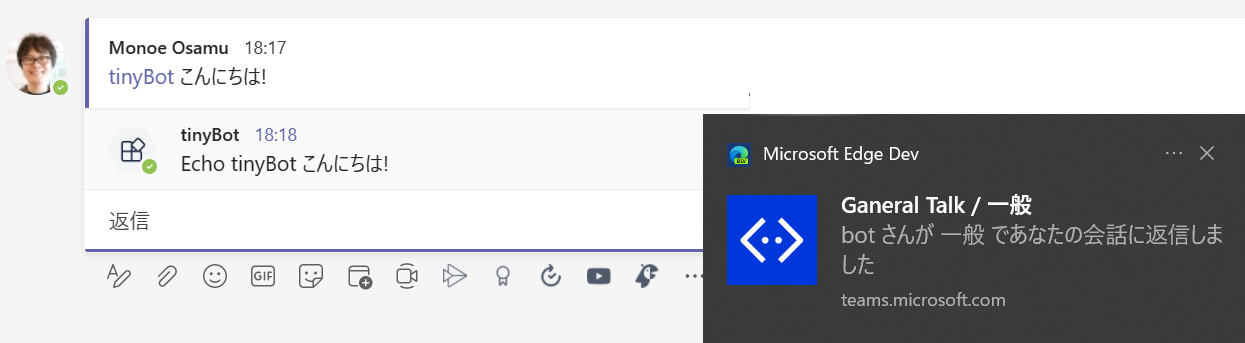 Monoe Osamu 18:17
tinyBot こんにちは!
tinyBot 18:18
Echo tinyBot こんにちは!
返信
GIF
Microsoft Edge Dev
DEV
Ganeral Talk / 一般
bot さんが 一般 であなたの会話に返信しま
した
teams.microsoft.com